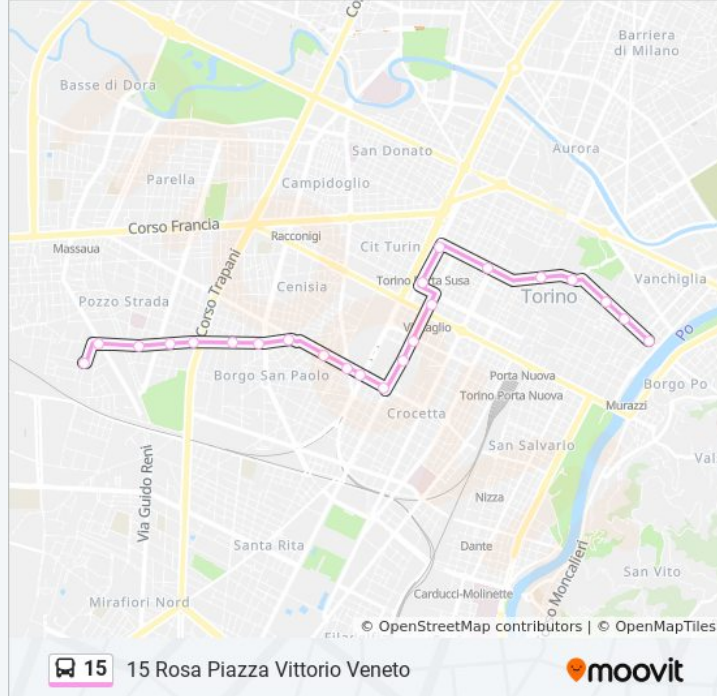 Co
Barriera
di Milano
Basse di Dora
San Donato
Aurora
Parella
Campidoglio
Corso Francia
Racconigi
Cit Turin
Massaua
Vanchiglia
Corso Trapani
Cenisia
Torino Porta Susa
Torino
Pozzo Strada
Po
Borgo San Paolo
Porta Nuova
Torino Porta Nuova
Borgo Po
Crocetta
Murazzi
San Salvario
Val
Via Guido Reni
Nizza
Santa Rita
Dante
San Vito
Carducci-Molinette
o Moncalieri
Mirafiori Nord
© OpenStreetMap contributors | © OpenMapTiles
15 15 Rosa Piazza Vittorio Veneto
moovit